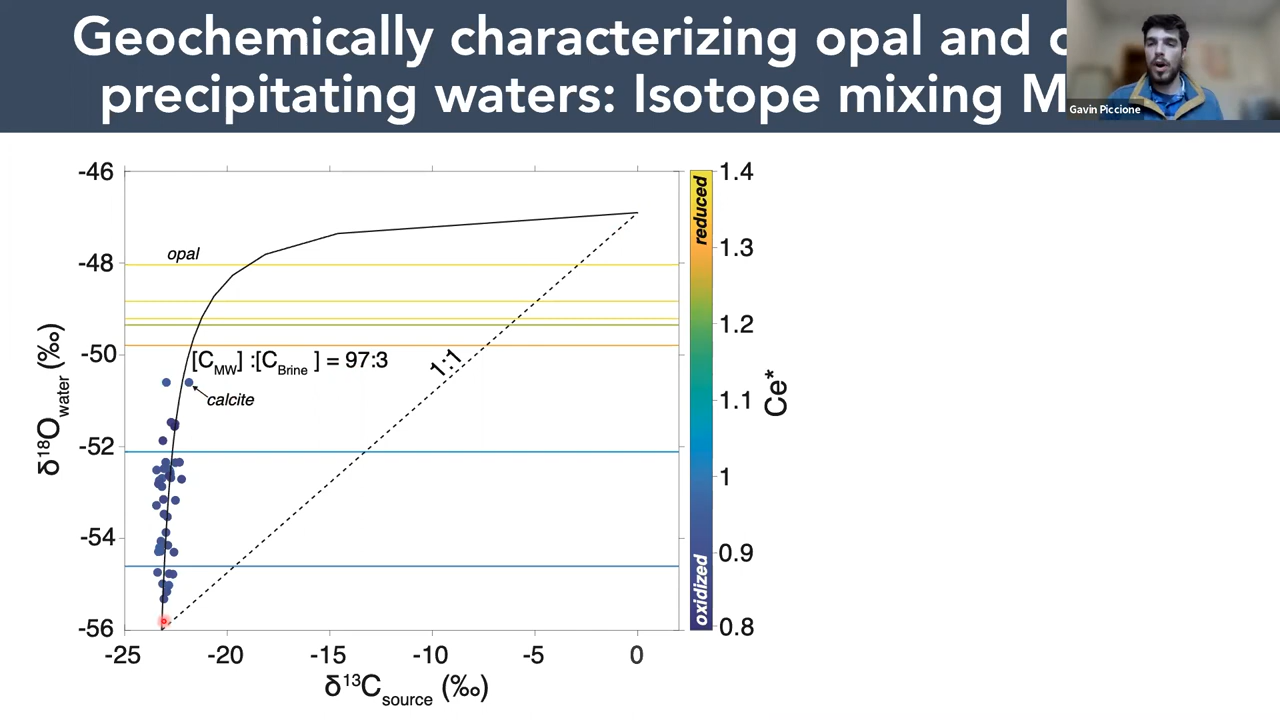 Geochemically characterizing opal and
precipitating waters: Isotope mixing
Gavin Piccione
-46
-48
-50
-52
-54
-56
δ¹⁸Owater (‰)
opal
[CMW] :[CBrine ] = 97:3
calcite
1:1
-25 -20 -15 -10 -5 0
δ¹³Csource (‰)
reduced
oxidized
1.4
1.3
1.2
1.1
1
0.9
0.8
Ce*